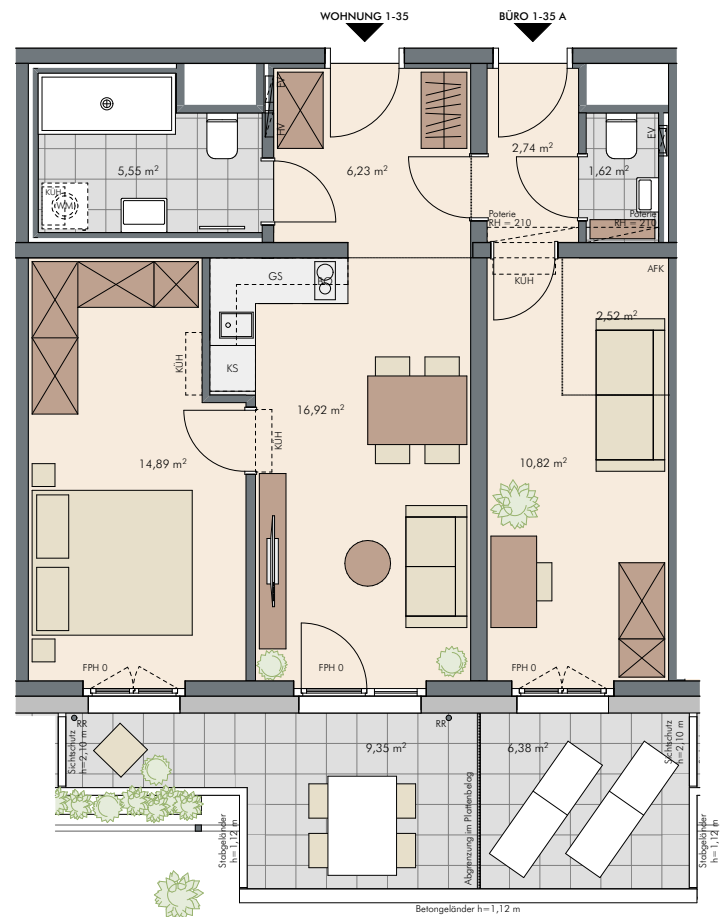 WOHNUNG 1-35
BÜRO 1-35 A
EV
HV
5,55 m²
6,23 m²
2,74 m²
1,62 m²
EV
KÜH
WM
Poterie
RH = 210
Poterie
RH = 210
GS
KÜH
AFK
2,52 m²
KÜH
KS
16,92 m²
KÜH
14,89 m²
10,82 m²
FPH 0
FPH 0
FPH 0
RR
RR
Sichtschutz
h=2,10 m
9,35 m²
6,38 m²
Sichtschutz
h=2,10 m
Abgrenzung im Plattenbelag
Stabgeländer
h=1,12 m
Stabgeländer
h=1,12 m
Betongeländer h=1,12 m